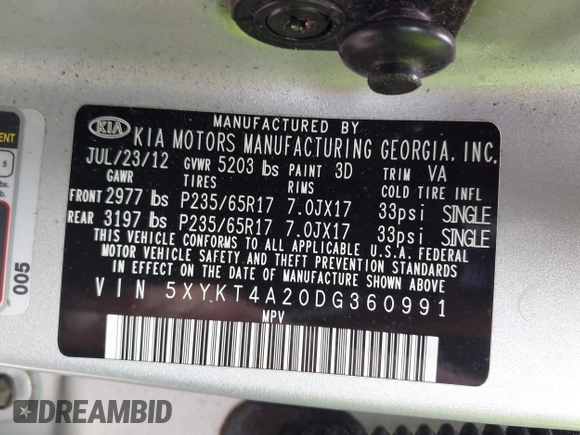 MANUFACTURED BY
KIA KIA MOTORS MANUFACTURING GEORGIA, INC.
JUL/23/12 GVWR 5203 lbs PAINT 3D TRIM VA
GAWR TIRES COLD TIRE INFL
FRONT 2977 lbs P235/65R17 7.0JX17 33psi SINGLE
REAR 3197 lbs P235/65R17 7.0JX17 33psi SINGLE
THIS VEHICLE CONFORMS TO ALL APPLICABLE U.S.A. FEDERAL
MOTOR VEHICLE SAFETY AND THEFT PREVENTION STANDARDS
IN EFFECT ON THE DATE OF MANUFACTURE SHOWN ABOVE
VIN 5XYKT4A20DG360991
MPV
ENT
5
lbs.
005
DREAMBID